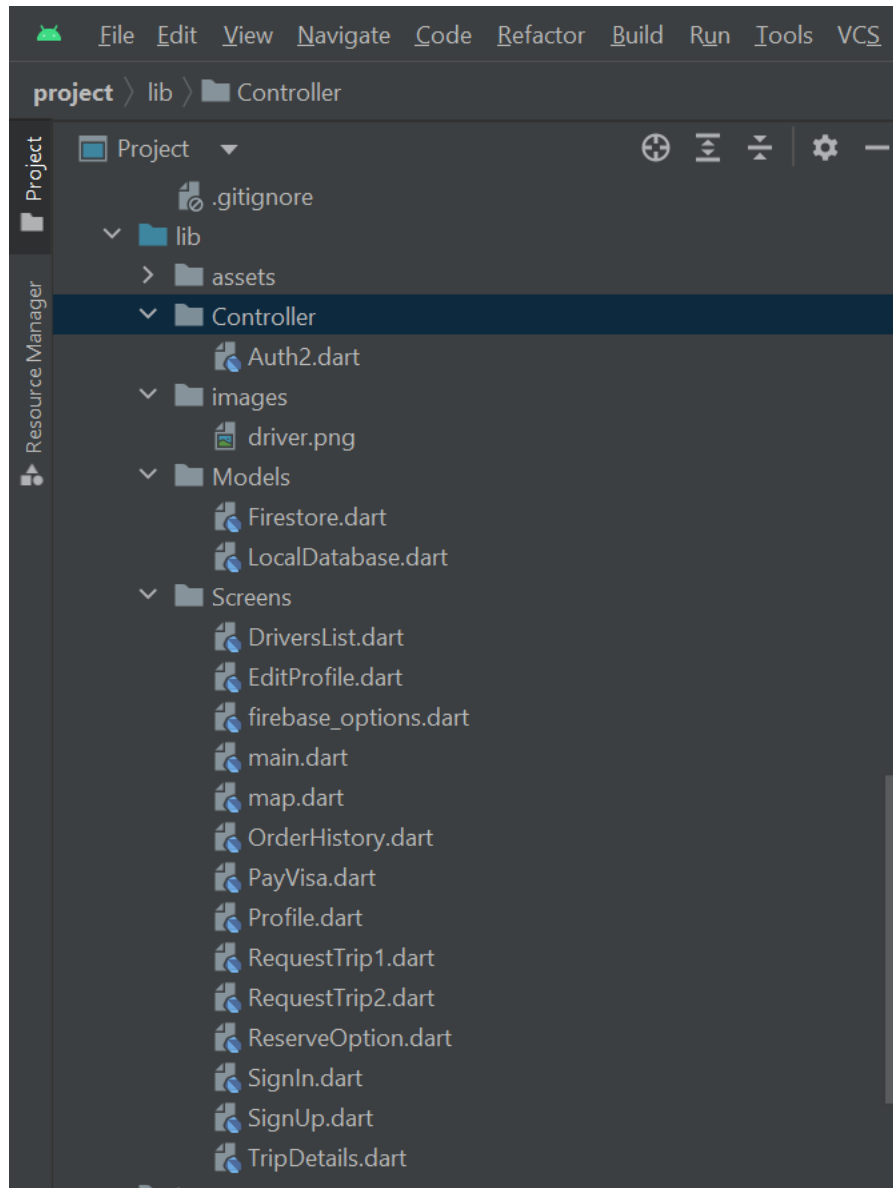 File Edit View Navigate Code Refactor Build Run Tools VCS
project 〉 lib 〉 Controller
Project
Project
.gitignore
lib
assets
Controller
Resource Manager
Auth2.dart
images
driver.png
Models
Firestore.dart
LocalDatabase.dart
Screens
DriversList.dart
EditProfile.dart
firebase_options.dart
main.dart
map.dart
OrderHistory.dart
PayVisa.dart
Profile.dart
RequestTrip1.dart
RequestTrip2.dart
ReserveOption.dart
SignIn.dart
SignUp.dart
TripDetails.dart